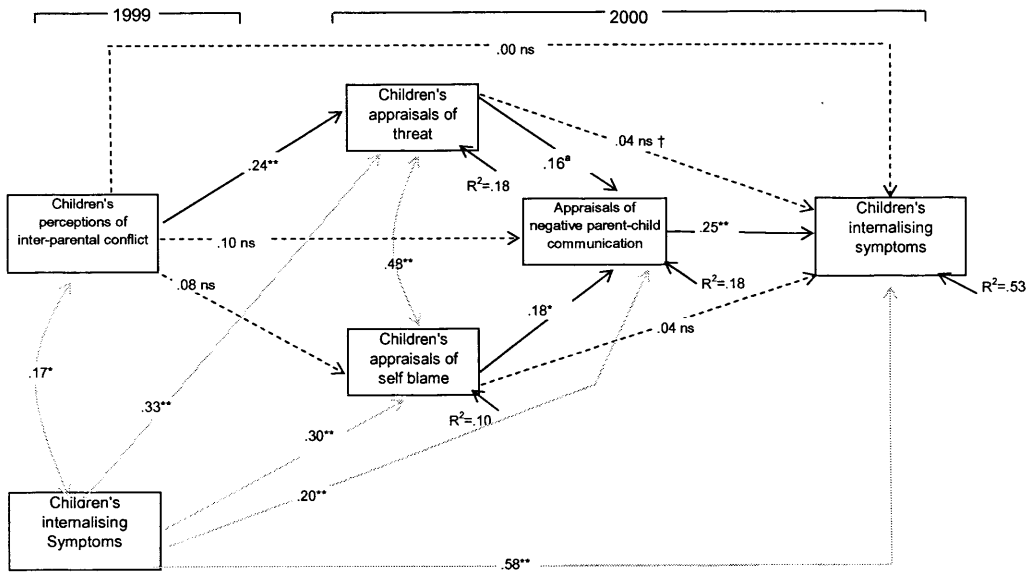 1999
2000
.00 ns
Children's
appraisals of
threat
.04 ns †
.16ª
.24**
R²=.18
Children's
perceptions of
inter-parental conflict
Appraisals of
negative parent-child
communication
Children's
internalising
symptoms
.25**
.10 ns
.48**
.08 ns
R²=.18
R²=.53
.18*
.04 ns
Children's
appraisals of
self blame
.17*
.33**
R²=.10
.30**
.20**
Children's
internalising
Symptoms
.58**